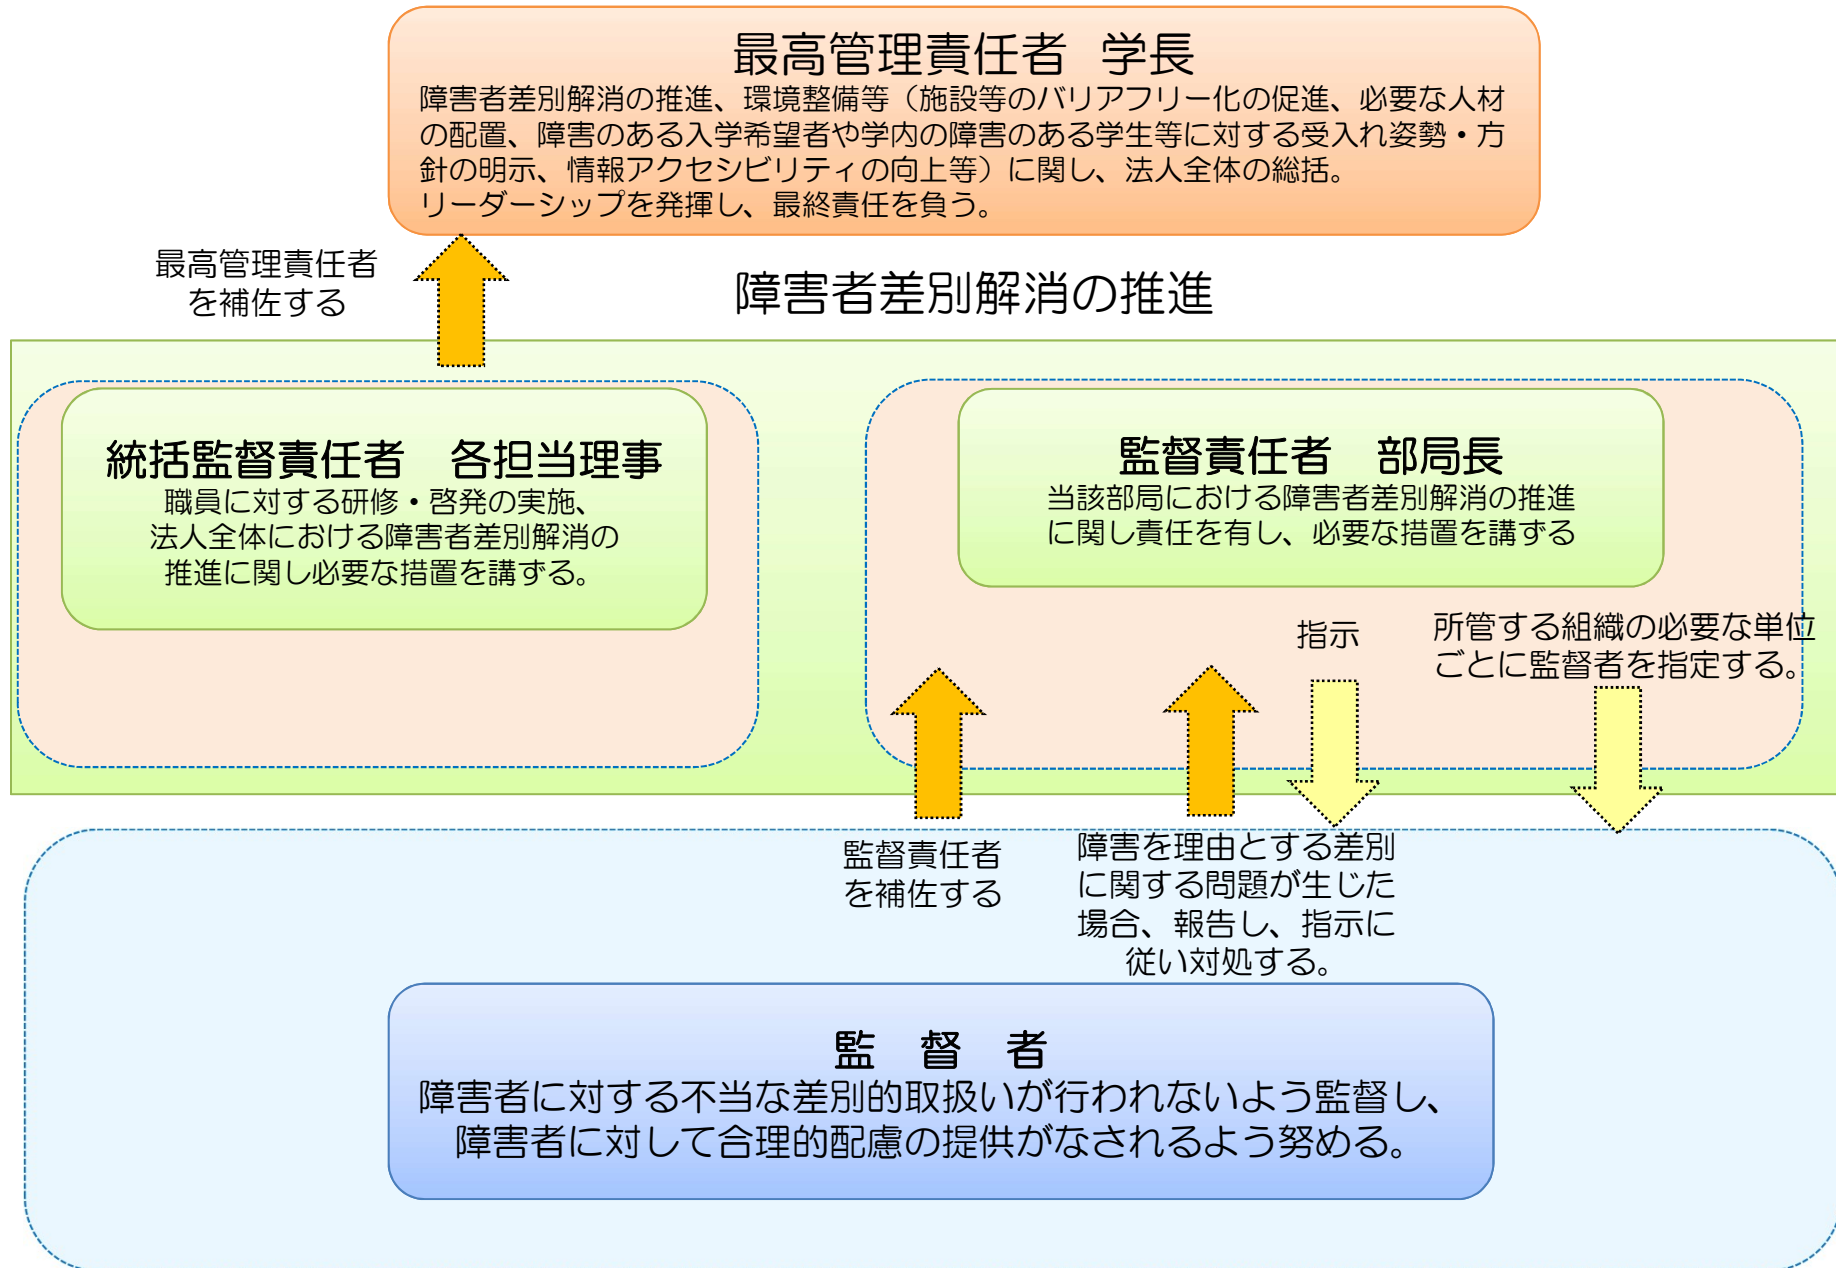 最高管理責任者 学長
障害者差別解消の推進、環境整備等（施設等のバリアフリー化の促進、必要な人材
の配置、障害のある入学希望者や学内の障害のある学生等に対する受入れ姿勢・方
針の明示、情報アクセシビリティの向上等）に関し、法人全体の総括。
リーダーシップを発揮し、最終責任を負う。
最高管理責任者
を補佐する
障害者差別解消の推進
統括監督責任者　各担当理事
職員に対する研修・啓発の実施、
法人全体における障害者差別解消の
推進に関し必要な措置を講ずる。
監督責任者　部局長
当該部局における障害者差別解消の推進
に関し責任を有し、必要な措置を講ずる
指示
所管する組織の必要な単位
ごとに監督者を指定する。
監督責任者
を補佐する
障害を理由とする差別
に関する問題が生じた
場合、報告し、指示に
従い対処する。
監　督　者
障害者に対する不当な差別的取扱いが行われないよう監督し、
障害者に対して合理的配慮の提供がなされるよう努める。